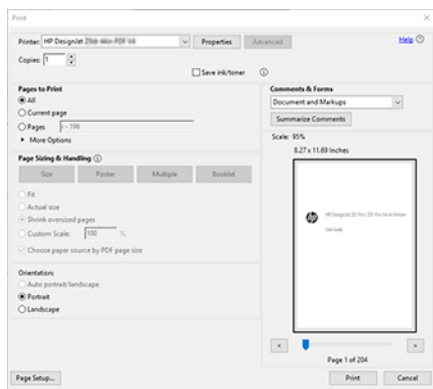 Print
Printer: HP DesignJet
Properties
Advanced
Help
Copies: 1
Save ink/toner
Pages to Print
All
Current page
Pages - 196
More Options
Page Sizing & Handling
Size Poster Multiple Booklet
Fit
Actual size
Shrink oversized pages
Custom Scale: 100 %
Choose paper source by PDF page size
Orientation:
Auto portrait/landscape
Portrait
Landscape
Comments & Forms
Document and Markups
Summarize Comments
Scale: 95%
8.27 x 11.69 Inches
hp
< >
Page 1 of 204
Page Setup...
Print
Cancel